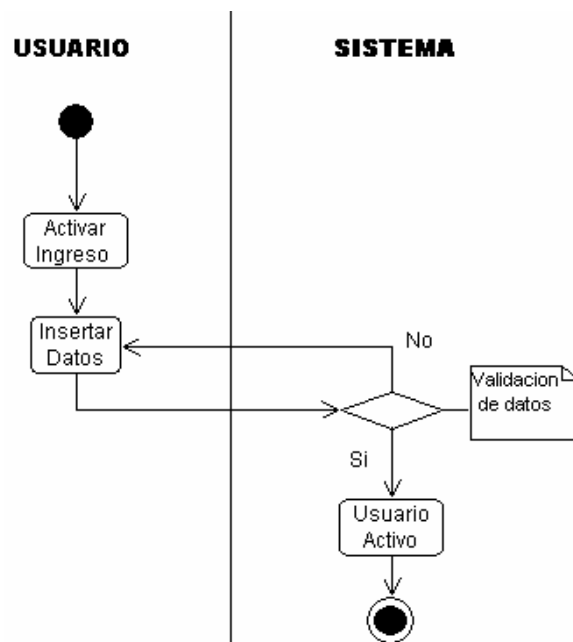 USUARIO
SISTEMA
Activar
Ingreso
Insertar
Datos
No
Validacion
de datos
Si
Usuario
Activo